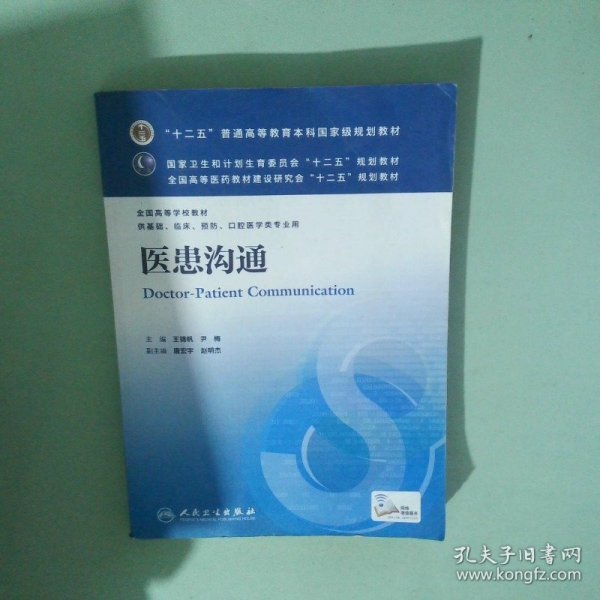 "十二五"普通高等教育本科国家级规划教材
国家卫生和计划生育委员会"十二五"规划教材
全国高等医药教材建设研究会"十二五"规划教材
全国高等学校教材
供基础、临床、预防、口腔医学类专业用
医患沟通
Doctor-Patient Communication
主 编 王锦帆 尹 梅
副主编 唐宏宇 赵明杰
人民卫生出版社
网络
增值服务
孔夫子旧书网
www.kongfz.com